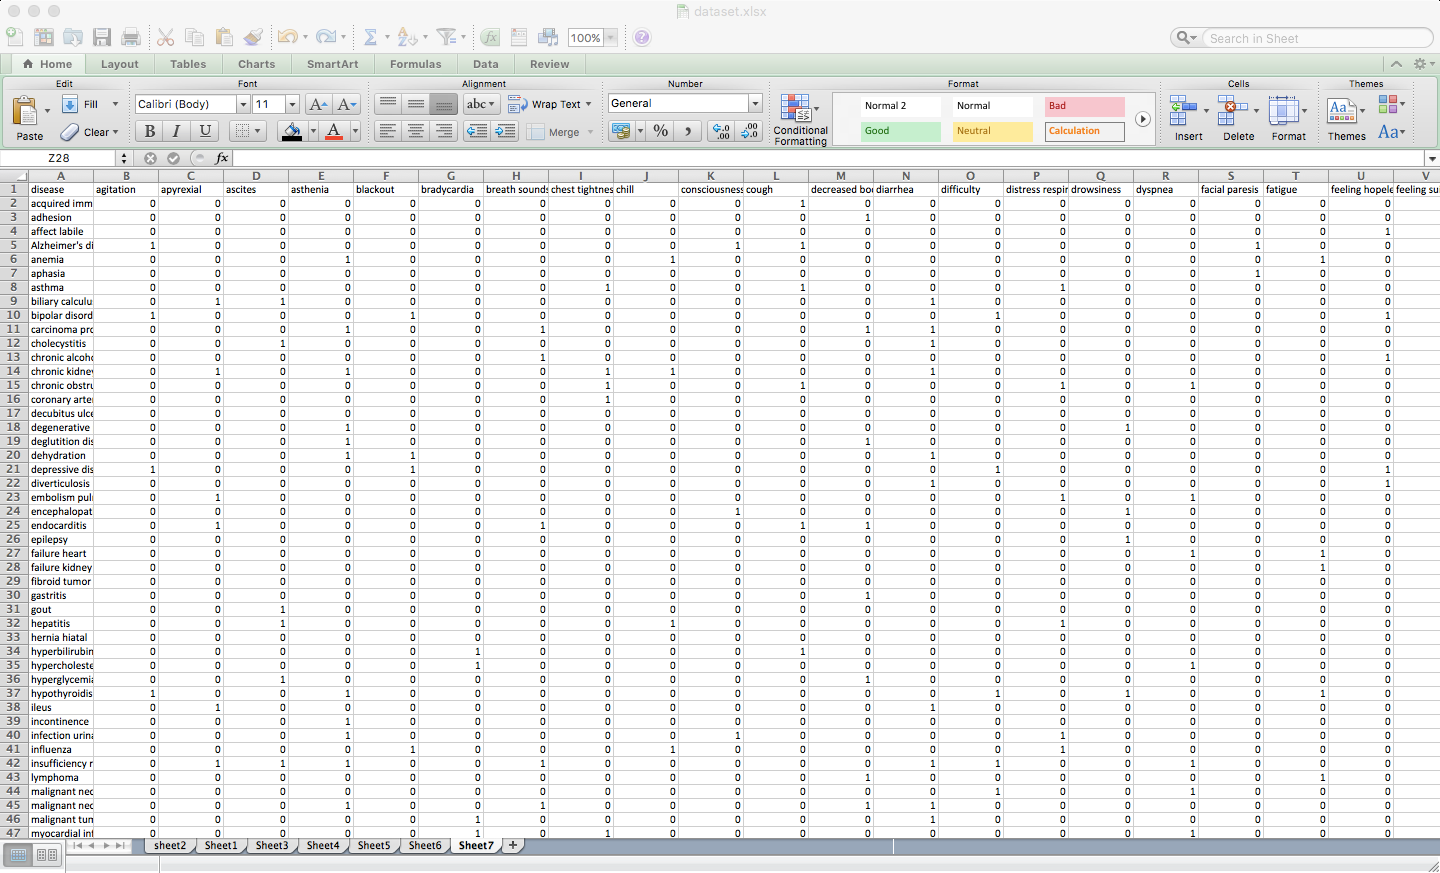 dataset.xlsx
100%
Search in Sheet
Home Layout Tables Charts SmartArt Formulas Data Review
Edit Font Alignment Number Format Cells Themes
Fill Calibri (Body) 11 A A abc Wrap Text General Normal 2 Normal Bad
Paste Clear B I U A Merge % Conditional Formatting Good Neutral Calculation Insert Delete Format Themes Aa
Z28 fx
A B C D E F G H I J K L M N O P Q R S T U V
1 disease agitation apyrexial ascites asthenia blackout bradycardia breath sounds chest tightnes chill consciousness cough decreased bo diarrhea difficulty distress respir drowsiness dyspnea facial paresis fatigue feeling hopele feeling su
2 acquired imm 0 0 0 0 0 0 0 0 0 0 1 0 0 0 0 0 0 0 0 0
3 adhesion 0 0 0 0 0 0 0 0 0 0 0 1 0 0 0 0 0 0 0 0
4 affect labile 0 0 0 0 0 0 0 0 0 0 0 0 0 0 0 0 0 0 0 1
5 Alzheimer's di 1 0 0 0 0 0 0 0 0 1 1 0 0 0 0 0 0 1 0 0
6 anemia 0 0 0 1 0 0 0 0 1 0 0 0 0 0 0 0 0 0 1 0
7 aphasia 0 0 0 0 0 0 0 0 0 0 0 0 0 0 0 0 0 1 0 0
8 asthma 0 0 0 0 0 0 0 1 0 0 1 0 0 0 1 0 0 0 0 0
9 biliary calculu 0 1 1 0 0 0 0 0 0 0 0 0 1 0 0 0 0 0 0 0
10 bipolar disord 1 0 0 0 1 0 0 0 0 0 0 0 0 1 0 0 0 0 0 1
11 carcinoma pro 0 0 0 1 0 0 1 0 0 0 0 1 1 0 0 0 0 0 0 0
12 cholecystitis 0 0 1 0 0 0 0 0 0 0 0 0 1 0 0 0 0 0 0 0
13 chronic alcoho 0 0 0 0 0 0 1 0 0 0 0 0 0 0 0 0 0 0 0 1
14 chronic kidney 0 1 0 1 0 0 0 1 1 0 0 0 1 0 0 0 0 0 0 0
15 chronic obstru 0 0 0 0 0 0 0 1 0 0 1 0 0 0 1 0 1 0 0 0
16 coronary arte 0 0 0 0 0 0 0 1 0 0 0 0 0 0 0 0 0 0 0 0
17 decubitus ulce 0 0 0 0 0 0 0 0 0 0 0 0 0 0 0 0 0 0 0 0
18 degenerative 0 0 0 1 0 0 0 0 0 0 0 0 0 0 0 1 0 0 0 0
19 deglutition dis 0 0 0 1 0 0 0 0 0 0 0 1 0 0 0 0 0 0 0 0
20 dehydration 0 0 0 1 1 0 0 0 0 0 0 0 1 0 0 0 0 0 0 0
21 depressive dis 1 0 0 0 1 0 0 0 0 0 0 0 0 1 0 0 0 0 0 1
22 diverticulosis 0 0 0 0 0 0 0 0 0 0 0 0 1 0 0 0 0 0 0 1
23 embolism pul 0 1 0 0 0 0 0 0 0 0 0 0 0 0 1 0 1 0 0 0
24 encephalopat 0 0 0 0 0 0 0 0 0 1 0 0 0 0 0 1 0 0 0 0
25 endocarditis 0 1 0 0 0 0 1 0 0 0 1 1 0 0 0 0 0 0 0 0
26 epilepsy 0 0 0 0 0 0 0 0 0 0 0 0 0 0 0 1 0 0 0 0
27 failure heart 0 0 0 0 0 0 0 0 0 0 0 0 0 0 0 0 1 0 1 0
28 failure kidney 0 0 0 0 0 0 0 0 0 0 0 0 0 0 0 0 0 0 1 0
29 fibroid tumor 0 0 0 0 0 0 0 0 0 0 0 0 0 0 0 0 0 0 0 0
30 gastritis 0 0 0 0 0 0 0 0 0 0 0 1 0 0 0 0 0 0 0 0
31 gout 0 0 1 0 0 0 0 0 0 0 0 0 0 0 0 0 0 0 0 0
32 hepatitis 0 0 1 0 0 0 0 0 1 0 0 0 0 0 1 0 0 0 0 0
33 hernia hiatal 0 0 0 0 0 0 0 0 0 0 0 0 0 0 0 0 0 0 0 0
34 hyperbilirubin 0 0 0 0 0 1 0 0 0 0 1 0 0 0 0 0 0 0 0 0
35 hypercholeste 0 0 0 0 0 1 0 0 0 0 0 0 0 0 0 0 1 0 0 0
36 hyperglycemia 0 0 1 0 0 0 0 0 0 0 0 1 0 0 0 0 0 0 0 0
37 hypothyroidis 1 0 0 1 0 0 0 0 0 0 0 0 0 1 0 1 0 0 1 0
38 ileus 0 1 0 0 0 0 0 0 0 0 0 0 1 0 0 0 0 0 0 0
39 incontinence 0 0 0 1 0 0 0 0 0 0 0 0 0 0 0 0 0 0 0 0
40 infection urina 0 0 0 1 0 0 0 0 0 1 0 0 0 0 1 0 0 0 0 0
41 influenza 0 0 0 0 1 0 0 0 1 0 0 0 0 0 1 0 0 0 0 0
42 insufficiency r 0 1 1 1 0 0 1 0 0 0 0 0 1 1 0 0 1 0 0 0
43 lymphoma 0 0 0 0 0 0 0 0 0 0 0 1 0 0 0 0 0 0 1 0
44 malignant neo 0 0 0 0 0 0 0 0 0 0 0 0 0 1 0 0 1 0 0 0
45 malignant neo 0 0 0 1 0 0 1 0 0 0 0 1 1 0 0 0 0 0 0 0
46 malignant tum 0 0 0 0 0 1 0 0 0 0 0 0 1 0 0 0 0 0 0 0
47 myocardial inf 0 0 0 0 0 1 0 1 0 0 0 0 0 0 0 0 1 0 0 0
sheet2 Sheet1 Sheet3 Sheet4 Sheet5 Sheet6 Sheet7 +